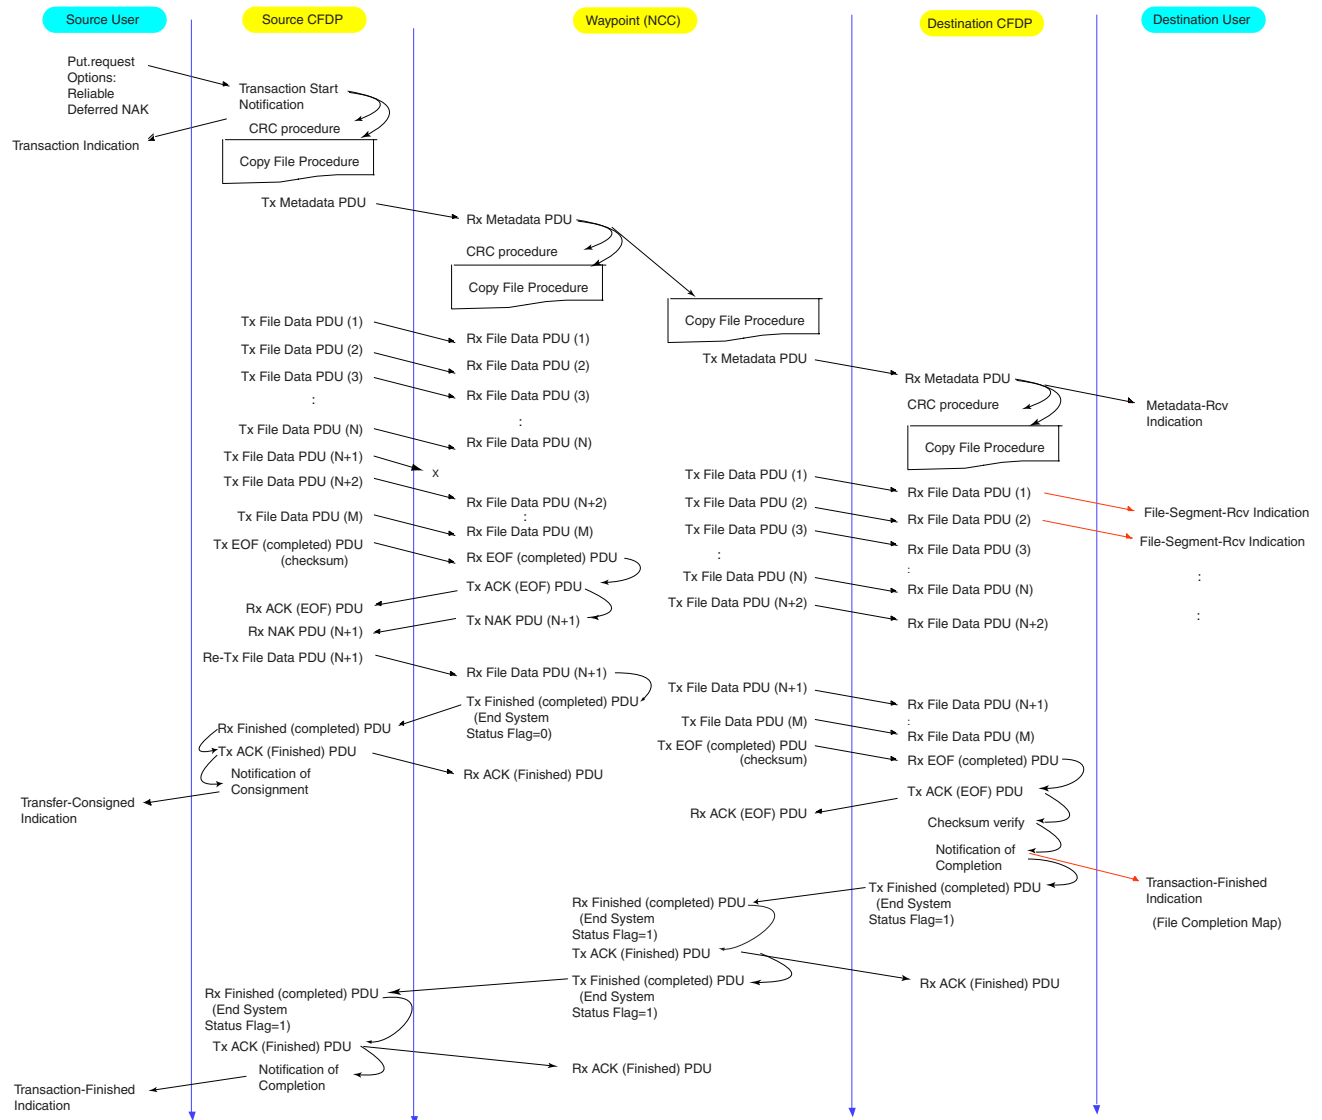 Source User
Source CFDP
Waypoint (NCC)
Destination CFDP
Destination User
Put.request
Options:
Reliable
Deferred NAK
Transaction Start
Notification
CRC procedure
Transaction Indication
Copy File Procedure
Tx Metadata PDU
Rx Metadata PDU
CRC procedure
Copy File Procedure
Copy File Procedure
Tx File Data PDU (1)
Rx File Data PDU (1)
Tx File Data PDU (2)
Rx File Data PDU (2)
Tx File Data PDU (3)
Rx File Data PDU (3)
:
:
Tx Metadata PDU
Rx Metadata PDU
CRC procedure
Metadata-Rcv
Indication
Copy File Procedure
Tx File Data PDU (N)
Rx File Data PDU (N)
Tx File Data PDU (N+1)
x
Tx File Data PDU (N+2)
Rx File Data PDU (N+2)
:
Tx File Data PDU (M)
Rx File Data PDU (M)
Tx EOF (completed) PDU
(checksum)
Rx EOF (completed) PDU
Tx ACK (EOF) PDU
Rx ACK (EOF) PDU
Tx NAK PDU (N+1)
Rx NAK PDU (N+1)
Re-Tx File Data PDU (N+1)
Rx File Data PDU (N+1)
Tx Finished (completed) PDU
(End System
Status Flag=0)
Rx Finished (completed) PDU
Tx ACK (Finished) PDU
Rx ACK (Finished) PDU
Notification of
Consignment
Transfer-Consigned
Indication
Tx File Data PDU (1)
Rx File Data PDU (1)
File-Segment-Rcv Indication
Tx File Data PDU (2)
Rx File Data PDU (2)
File-Segment-Rcv Indication
Tx File Data PDU (3)
Rx File Data PDU (3)
:
:
:
Tx File Data PDU (N)
Rx File Data PDU (N)
Tx File Data PDU (N+2)
Rx File Data PDU (N+2)
:
Tx File Data PDU (N+1)
Rx File Data PDU (N+1)
:
Tx File Data PDU (M)
Rx File Data PDU (M)
Tx EOF (completed) PDU
(checksum)
Rx EOF (completed) PDU
Tx ACK (EOF) PDU
Rx ACK (EOF) PDU
Checksum verify
Notification of
Completion
Transaction-Finished
Indication
(File Completion Map)
Tx Finished (completed) PDU
(End System
Status Flag=1)
Rx Finished (completed) PDU
(End System
Status Flag=1)
Tx ACK (Finished) PDU
Rx ACK (Finished) PDU
Tx Finished (completed) PDU
(End System
Status Flag=1)
Rx Finished (completed) PDU
(End System
Status Flag=1)
Tx ACK (Finished) PDU
Rx ACK (Finished) PDU
Notification of
Completion
Transaction-Finished
Indication